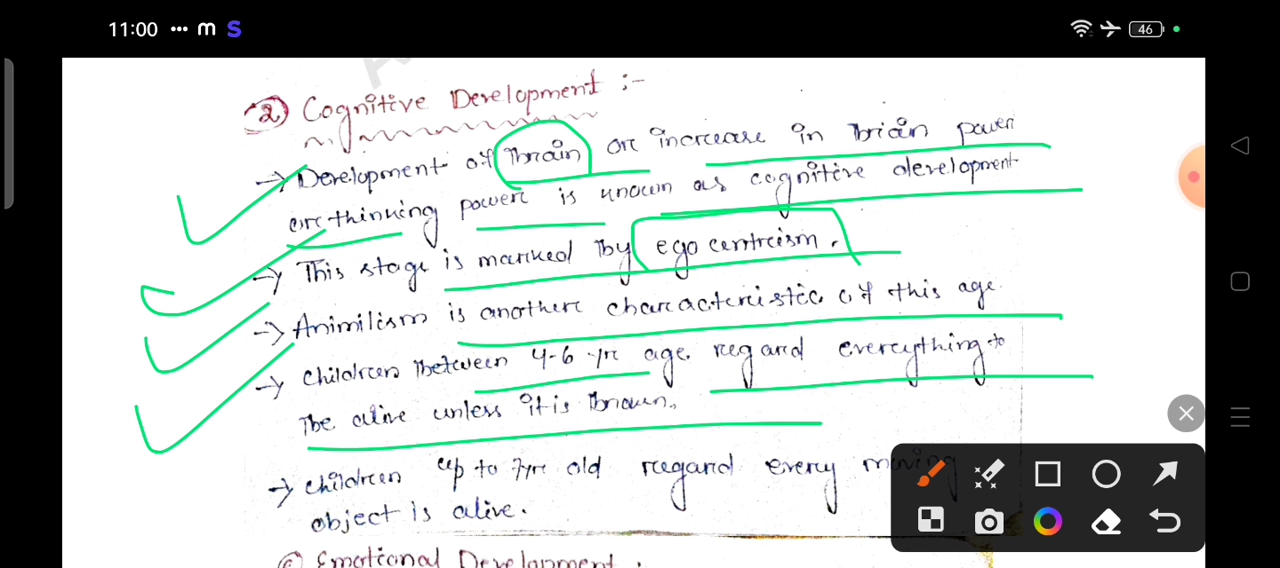 11:00 ••• m S 46
② Cognitive Development :-
→ Development of brain or increase in brian power
or thinking power is known as cognitive development
→ This stage is marked by ego centrism.
→ Animilism is another characteristic of this age.
→ Children between 4-6 yr age regard everything to
be alive unless it is brown.
→ children up to 7yr old regard every moving
object is alive.
Emotional Development :